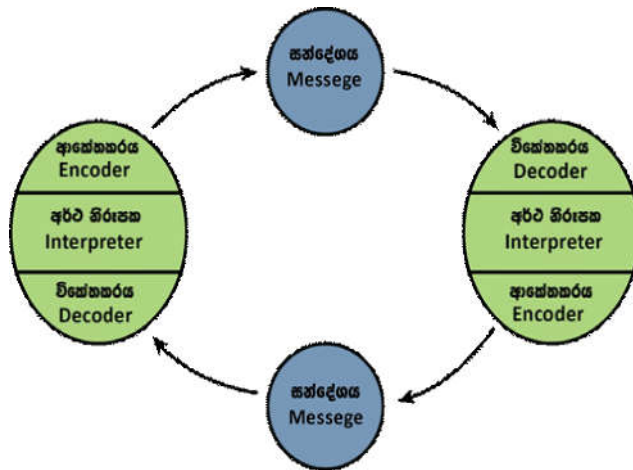 සන්දේශය
Messege
ආකේතකරය
Encoder
අර්ථ නිරූපක
Interpreter
විකේතකරය
Decoder
විකේතකරය
Decoder
අර්ථ නිරූපක
Interpreter
ආකේතකරය
Encoder
සන්දේශය
Messege